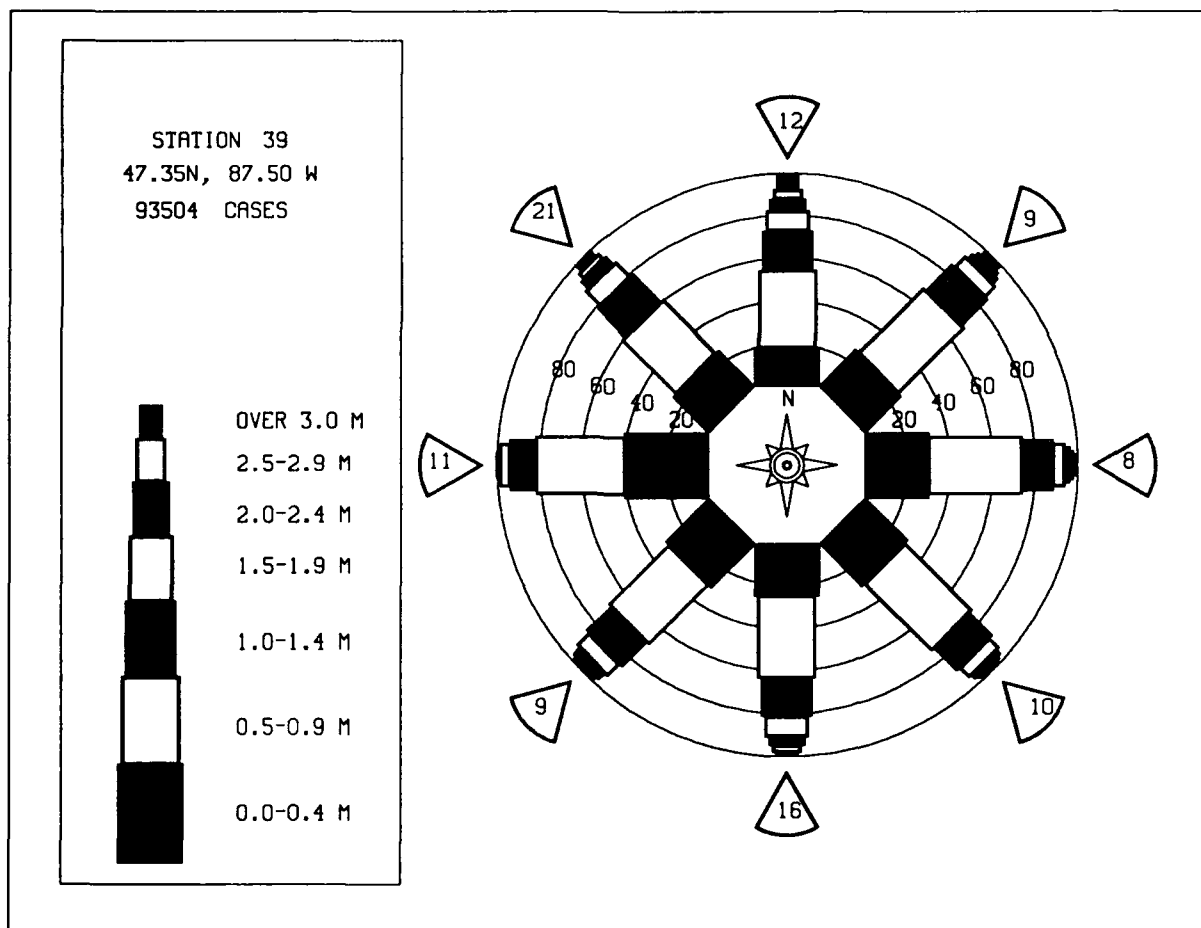 STATION 39
47.35N, 87.50 W
93504 CASES
OVER 3.0 M
2.5-2.9 M
2.0-2.4 M
1.5-1.9 M
1.0-1.4 M
0.5-0.9 M
0.0-0.4 M
12
21
9
80
60
40
20
N
20
40
60
80
11
8
9
10
16